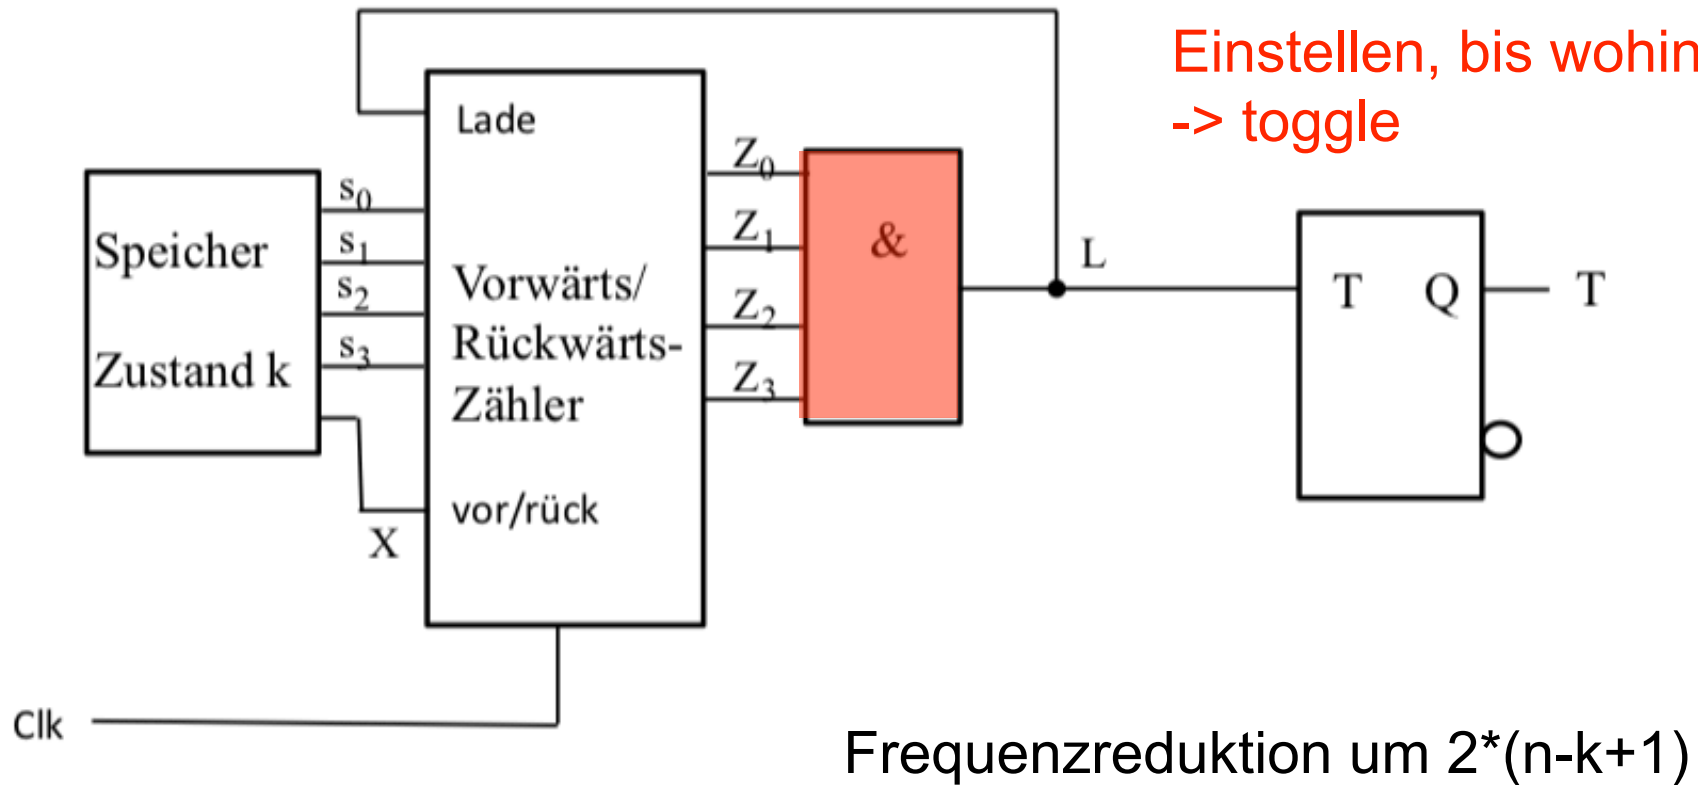 Einstellen, bis wohin
-> toggle
Lade
Speicher
Zustand k
s0
s1
s2
s3
Vorwärts/
Rückwärts-
Zähler
vor/rück
X
Z0
Z1
Z2
Z3
&
L
T Q T
Clk
Frequenzreduktion um 2*(n-k+1)